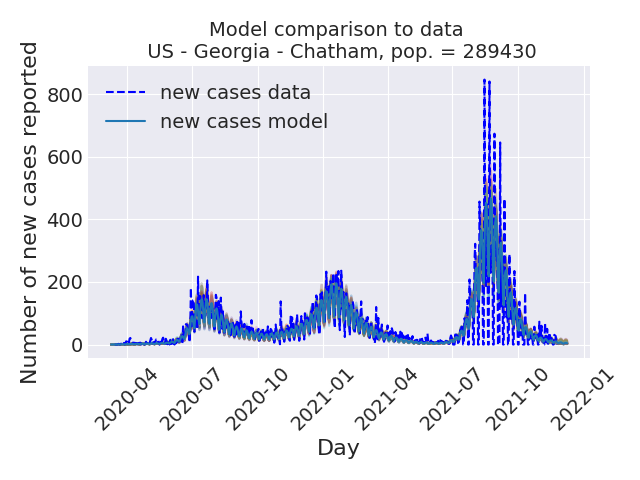 Model comparison to data
US - Georgia - Chatham, pop. = 289430
Number of new cases reported
800
600
400
200
0
new cases data
new cases model
2020-04
2020-07
2020-10
2021-01
2021-04
2021-07
2021-10
2022-01
Day